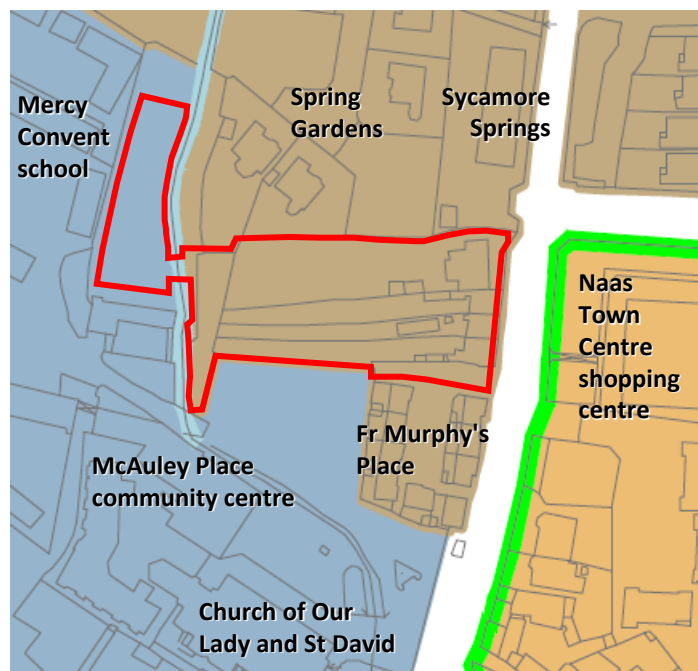 Mercy
Convent
school
Spring
Gardens
Sycamore
Springs
Naas
Town
Centre
shopping
centre
Fr Murphy's
Place
McAuley Place
community centre
Church of Our
Lady and St David